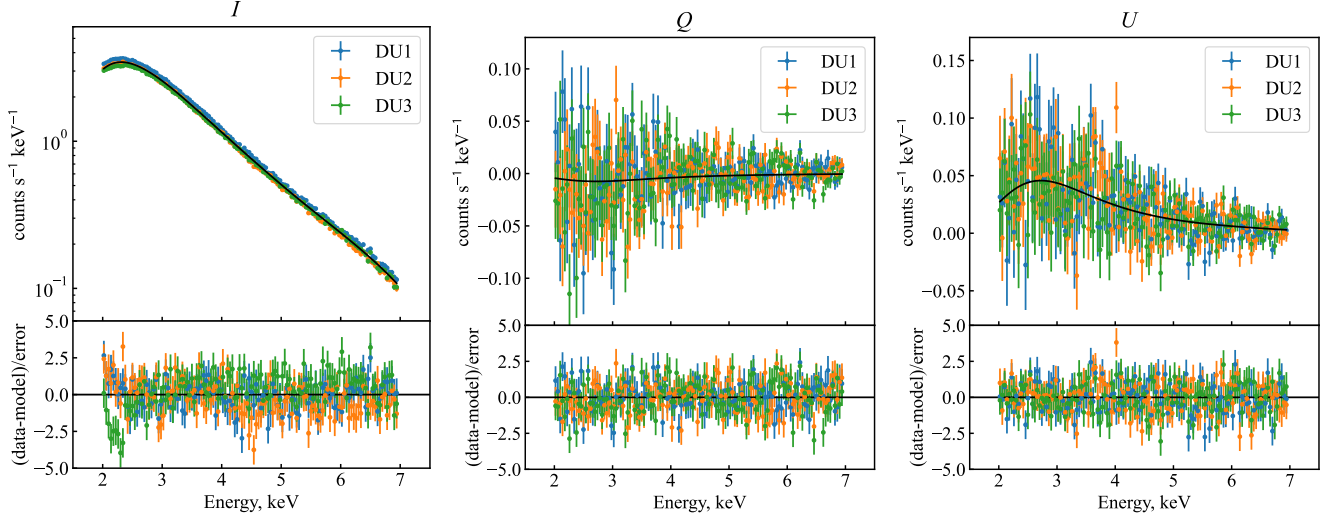 I
DU1
DU2
DU3
10⁰
10⁻¹
counts s⁻¹ keV⁻¹
5.0
2.5
0.0
−2.5
−5.0
(data-model)/error
2 3 4 5 6 7
Energy, keV
Q
DU1
DU2
DU3
0.10
0.05
0.00
−0.05
−0.10
counts s⁻¹ keV⁻¹
5.0
2.5
0.0
−2.5
−5.0
(data-model)/error
2 3 4 5 6 7
Energy, keV
U
DU1
DU2
DU3
0.15
0.10
0.05
0.00
−0.05
counts s⁻¹ keV⁻¹
5.0
2.5
0.0
−2.5
−5.0
(data-model)/error
2 3 4 5 6 7
Energy, keV